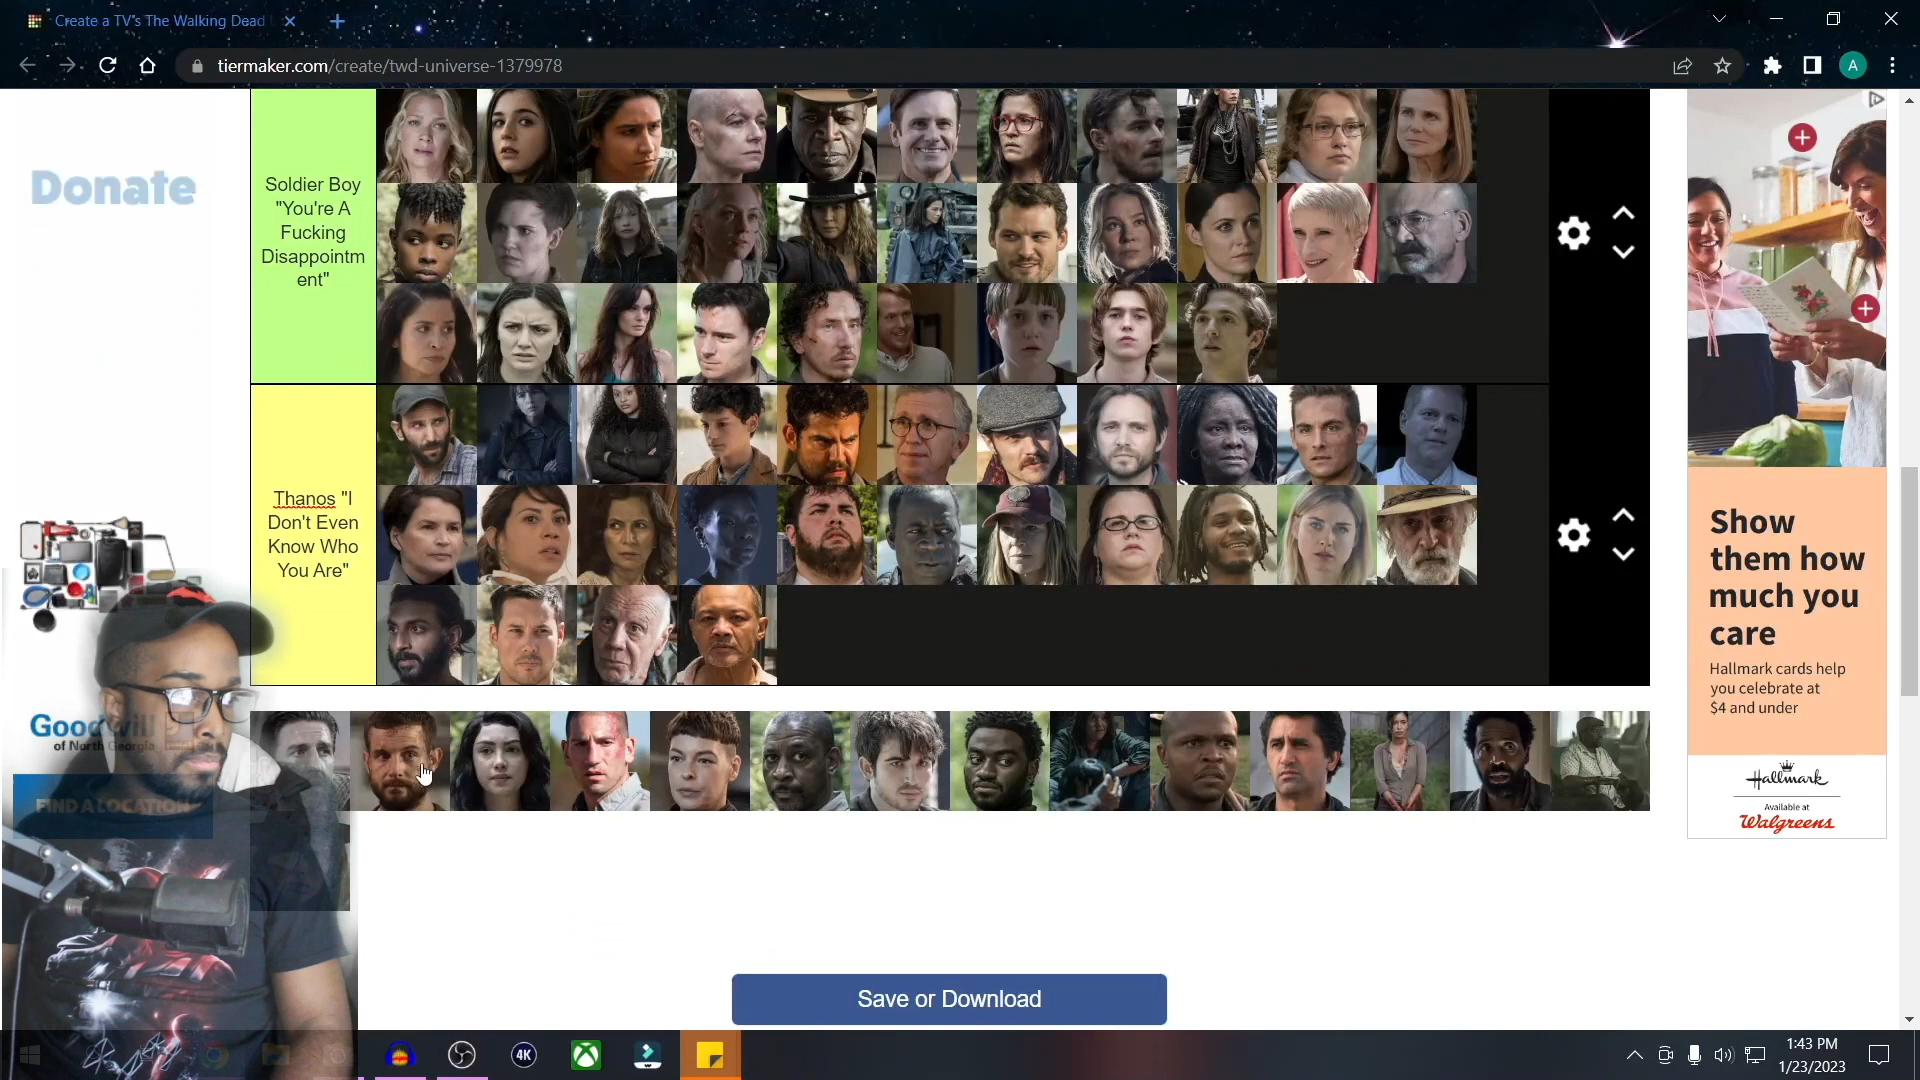 Create a TV's The Walking Dead
tiermaker.com/create/twd-universe-1379978
A
Donate
Soldier Boy
"You're A
Fucking
Disappointm
ent"
Thanos "I
Don't Even
Know Who
You Are"
Goodwill
of North Georgia
FIND A LOCATION
Show
them how
much you
care
Hallmark cards help
you celebrate at
$4 and under
Hallmark
Available at
Walgreens
Save or Download
4K
1:43 PM
1/23/2023